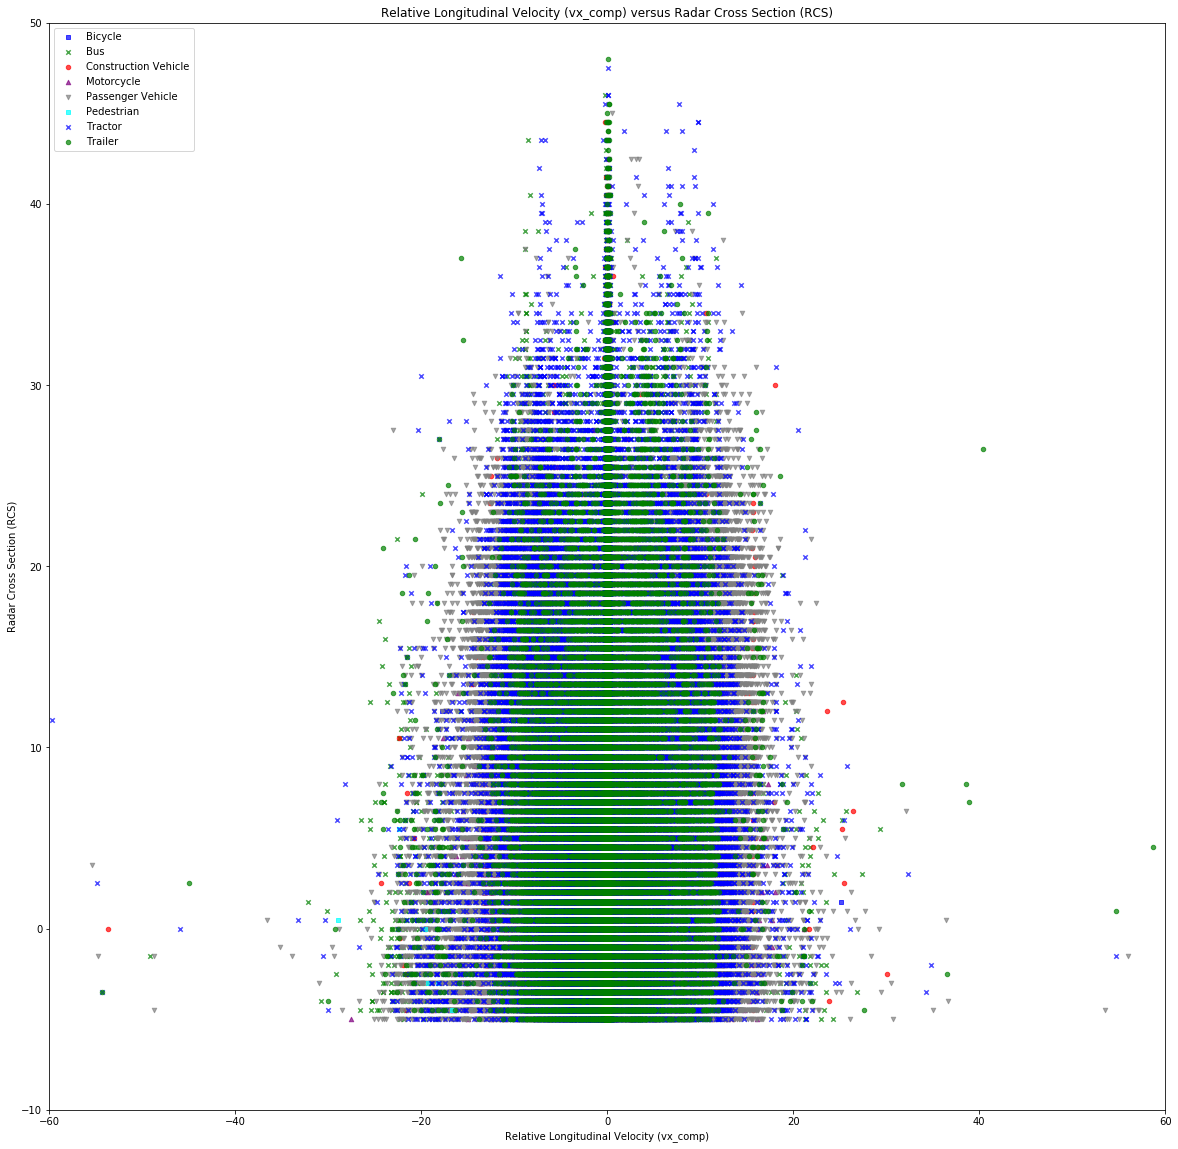 Relative Longitudinal Velocity (vx_comp) versus Radar Cross Section (RCS)
50
Bicycle
Bus
Construction Vehicle
Motorcycle
Passenger Vehicle
Pedestrian
Tractor
Trailer
40
30
20
10
0
−10
Radar Cross Section (RCS)
−60 −40 −20 0 20 40 60
Relative Longitudinal Velocity (vx_comp)